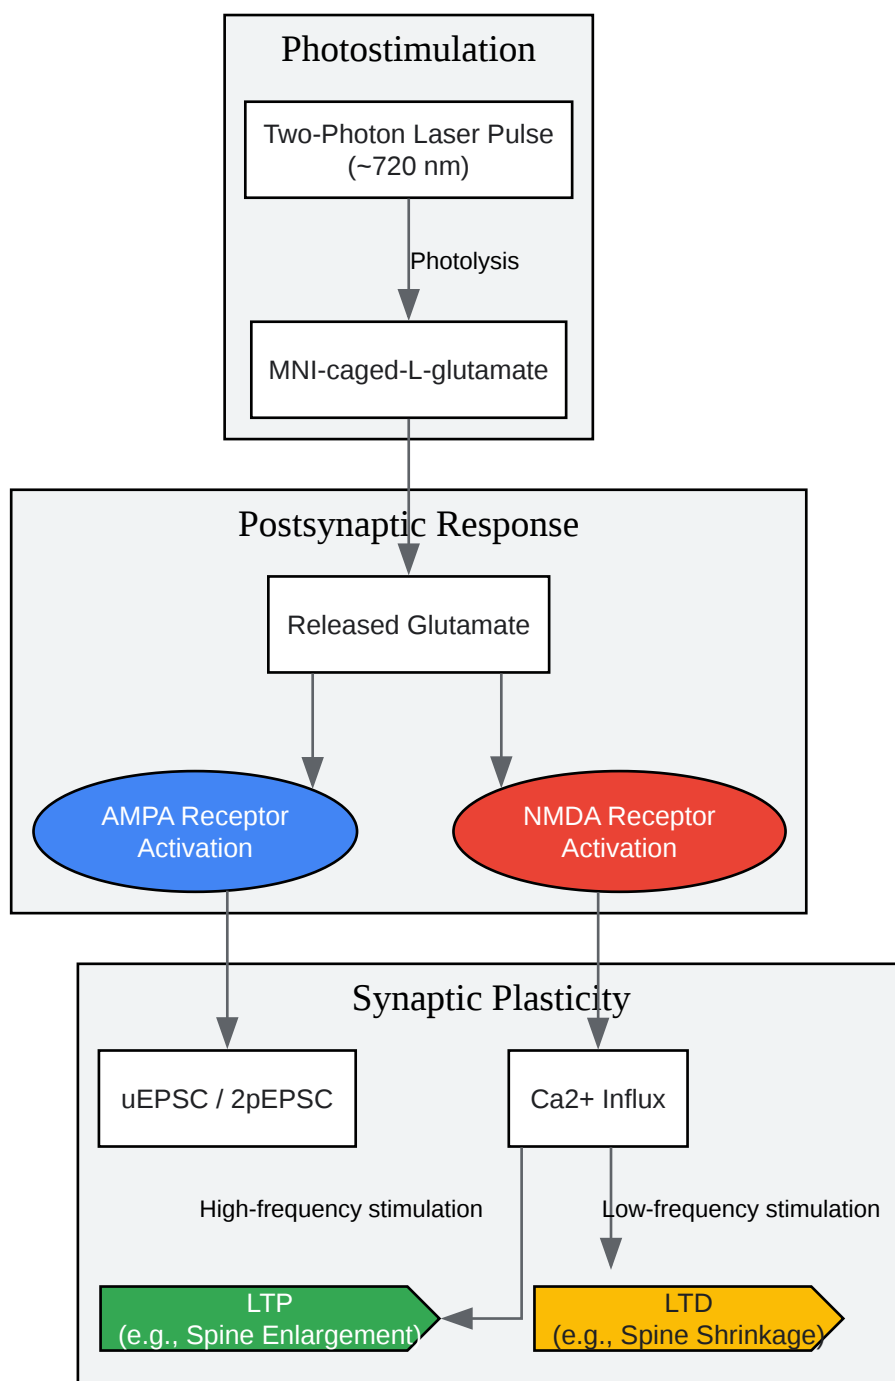 Photostimulation
Two-Photon Laser Pulse
(~720 nm)
Photolysis
MNI-caged-L-glutamate
Postsynaptic Response
Released Glutamate
AMPA Receptor
Activation
NMDA Receptor
Activation
Synaptic Plasticity
uEPSC / 2pEPSC
Ca2+ Influx
High-frequency stimulation
Low-frequency stimulation
LTP
(e.g., Spine Enlargement)
LTD
(e.g., Spine Shrinkage)